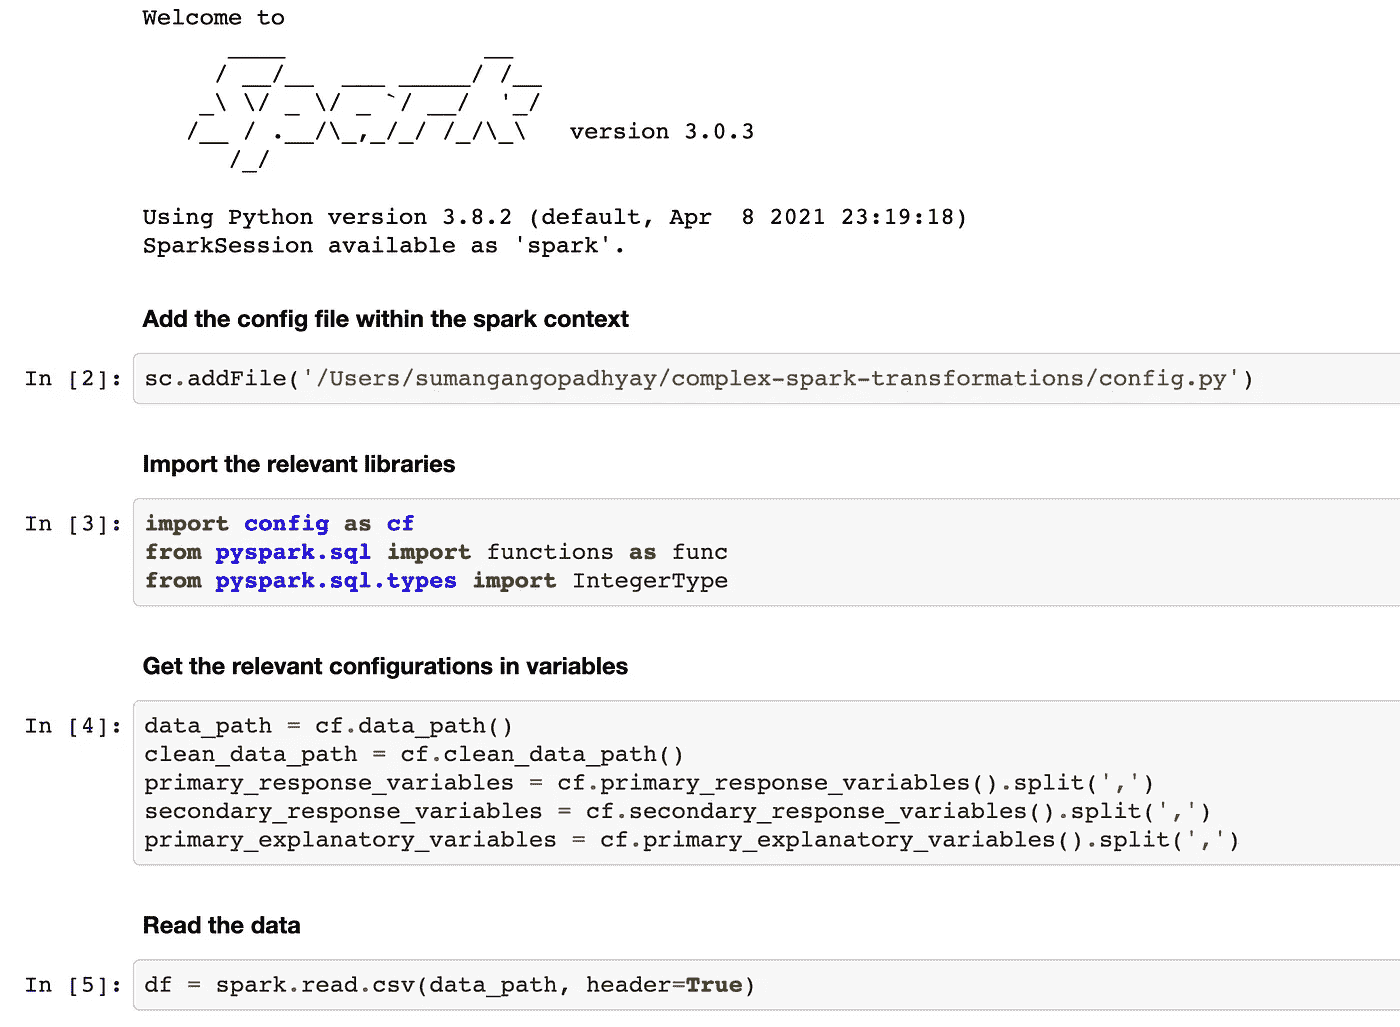 Welcome to
      ____              __
     / __/__  ___ _____/ /__
    _\ \/ _ \/ _ `/ __/  '_/
   /__ / .__/\_,_/_/ /_/\_\   version 3.0.3
      /_/
Using Python version 3.8.2 (default, Apr  8 2021 23:19:18)
SparkSession available as 'spark'.
Add the config file within the spark context
In [2]: sc.addFile('/Users/sumangangopadhyay/complex-spark-transformations/config.py')
Import the relevant libraries
In [3]: import config as cf
from pyspark.sql import functions as func
from pyspark.sql.types import IntegerType
Get the relevant configurations in variables
In [4]: data_path = cf.data_path()
clean_data_path = cf.clean_data_path()
primary_response_variables = cf.primary_response_variables().split(',')
secondary_response_variables = cf.secondary_response_variables().split(',')
primary_explanatory_variables = cf.primary_explanatory_variables().split(',')
Read the data
In [5]: df = spark.read.csv(data_path, header=True)